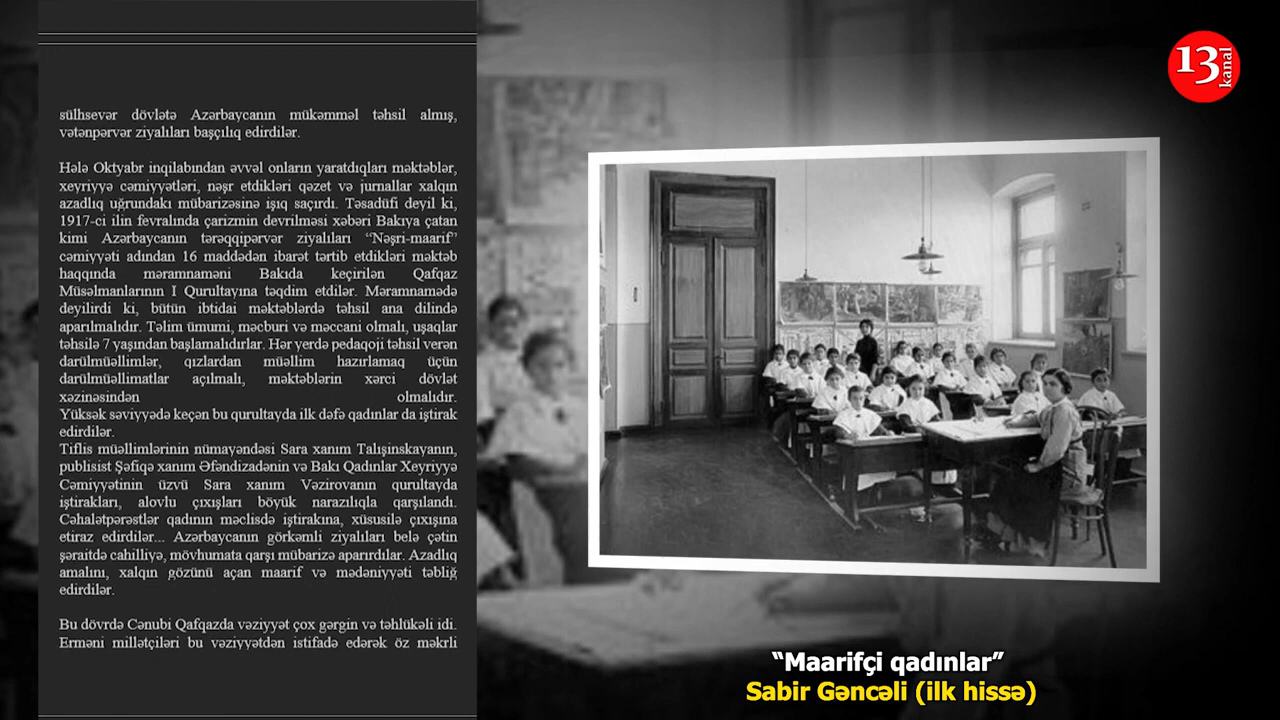 sülhsevər dövlətə Azərbaycanın mükəmməl təhsil almış,
vətənpərvər ziyalıları başçılıq edirdilər.
Hələ Oktyabr inqilabından əvvəl onların yaratdıqları məktəblər,
xeyriyyə cəmiyyətləri, nəşr etdikləri qəzet və jurnallar xalqın
azadlıq uğrundakı mübarizəsinə işıq saçırdı. Təsadüfi deyil ki,
1917-ci ilin fevralında çarizmin devrilməsi xəbəri Bakıya çatan
kimi Azərbaycanın tərəqqipərvər ziyalıları “Nəşri-maarif”
cəmiyyəti adından 16 maddədən ibarət tərtib etdikləri məktəb
haqqında məramnaməni Bakıda keçirilən Qafqaz
Müsəlmanlarının I Qurultayına təqdim etdilər. Məramnamədə
deyilirdi ki, bütün ibtidai məktəblərdə təhsil ana dilində
aparılmalıdır. Təlim ümumi, məcburi və məccani olmalı, uşaqlar
təhsilə 7 yaşından başlamalıdırlar. Hər yerdə pedaqoji təhsil verən
darülmüəllimlər, qızlardan müəllim hazırlamaq üçün
darülmüəllimatlar açılmalı, məktəblərin xərci dövlət
xəzinəsindən olmalıdır.
Yüksək səviyyədə keçən bu qurultayda ilk dəfə qadınlar da iştirak
edirdilər.
Tiflis müəllimlərinin nümayəndəsi Sara xanım Talışinskayanın,
publisist Şəfiqə xanım Əfəndizadənin və Bakı Qadınlar Xeyriyyə
Cəmiyyətinin üzvü Sara xanım Vəzirovanın qurultayda
iştirakları, alovlu çıxışları böyük narazılıqla qarşılandı.
Cəhalətpərəstlər qadının məclisdə iştirakına, xüsusilə çıxışına
etiraz edirdilər... Azərbaycanın görkəmli ziyalıları belə çətin
şəraitdə cahilliyə, mövhumata qarşı mübarizə aparırdılar. Azadlıq
amalını, xalqın gözünü açan maarif və mədəniyyəti təbliğ
edirdilər.
Bu dövrdə Cənubi Qafqazda vəziyyət çox gərgin və təhlükəli idi.
Erməni millətçiləri bu vəziyyətdən istifadə edərək öz məkrli
13
kanal
“Maarifçi qadınlar”
Sabir Gəncəli (ilk hissə)